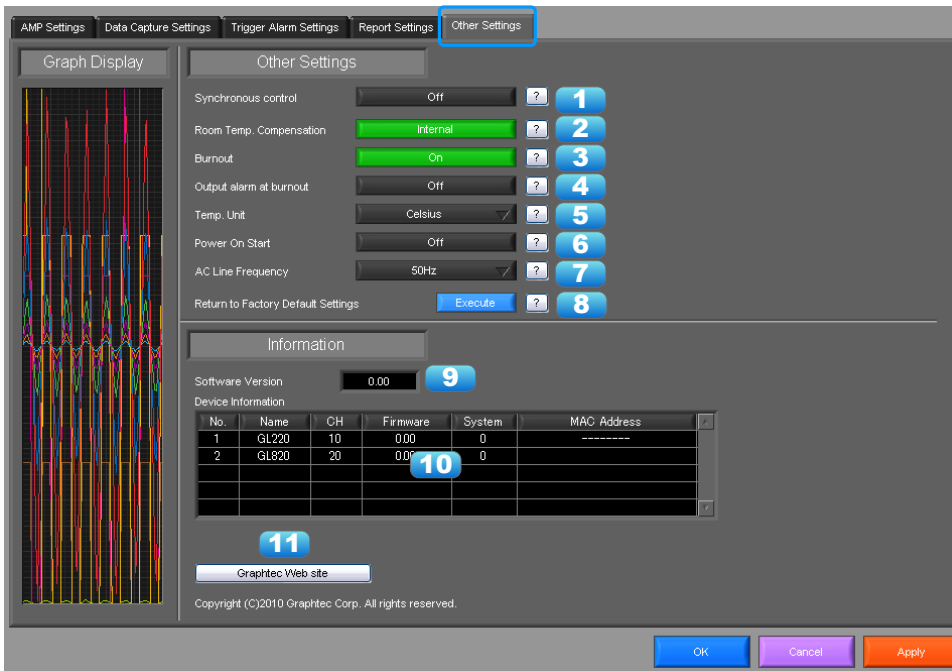 AMP Settings Data Capture Settings Trigger Alarm Settings Report Settings Other Settings
Graph Display
Other Settings
Synchronous control Off ? 1
Room Temp. Compensation Internal ? 2
Burnout On ? 3
Output alarm at burnout Off ? 4
Temp. Unit Celsius ? 5
Power On Start Off ? 6
AC Line Frequency 50Hz ? 7
Return to Factory Default Settings Execute ? 8
Information
Software Version 0.00 9
Device Information
No. Name CH Firmware System MAC Address
1 GL220 10 0.00 0 --------
2 GL820 20 0.00 0
10
11
Graphtec Web site
Copyright (C)2010 Graphtec Corp. All rights reserved.
OK Cancel Apply